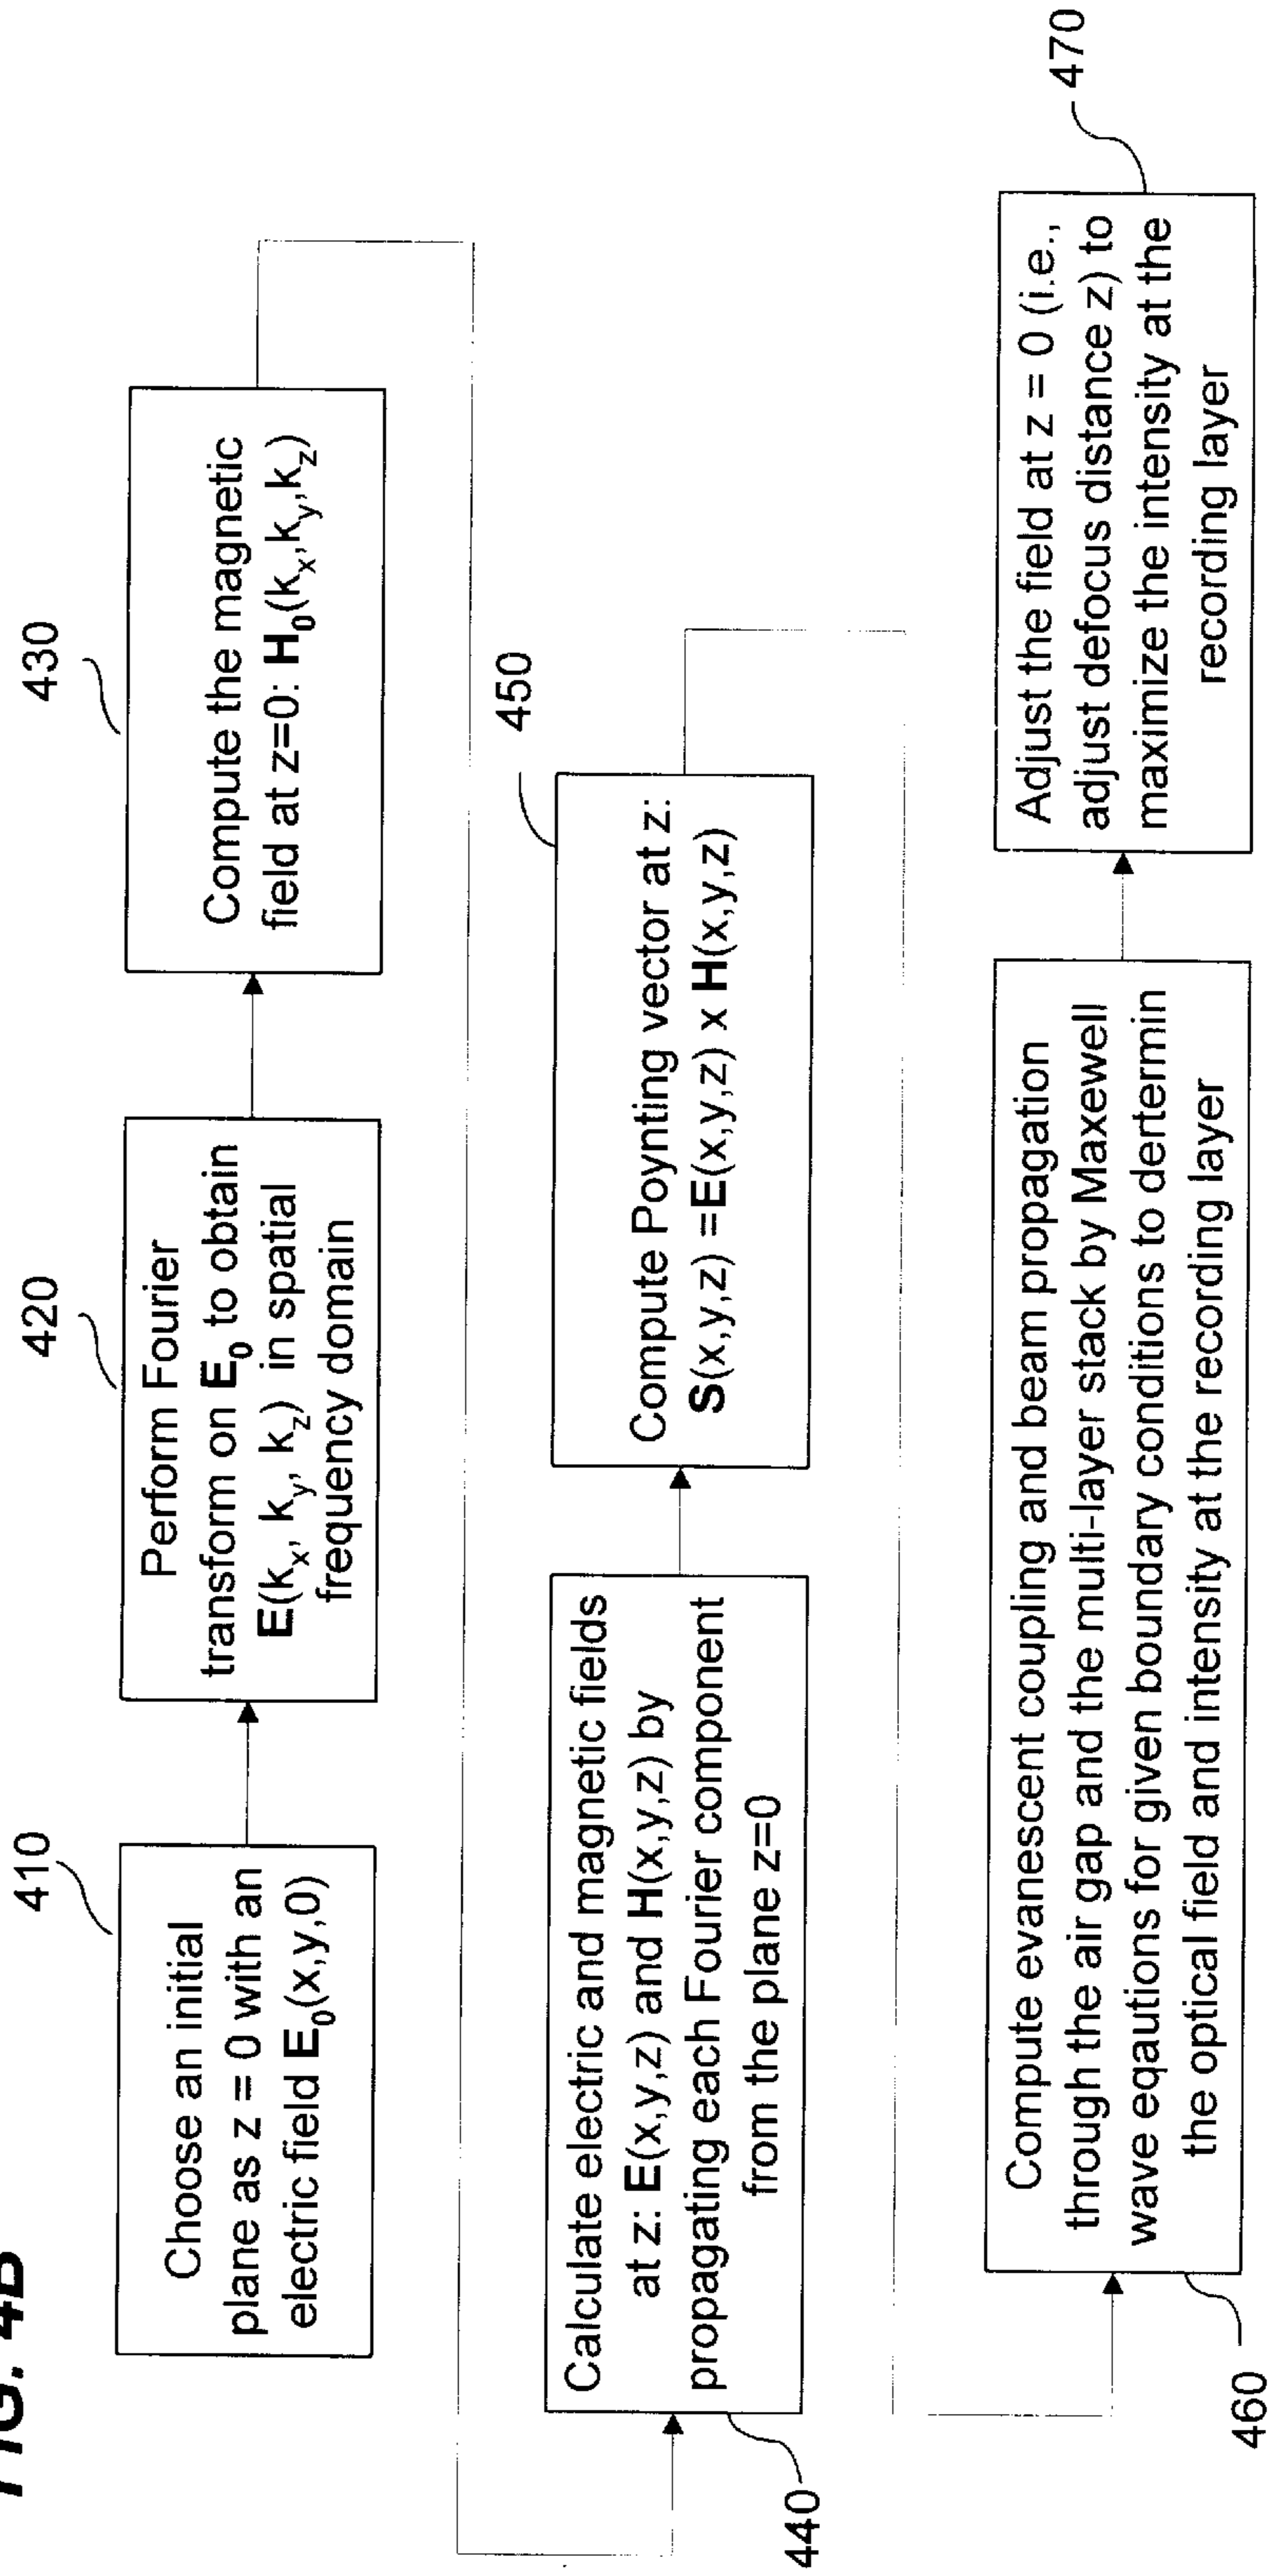 FIG. 4B
410
Choose an initial
plane as z = 0 with an
electric field E₀(x,y,0)
420
Perform Fourier
transform on E₀ to obtain
E(kₓ, k_y, k_z) in spatial
frequency domain
430
Compute the magnetic
field at z=0: H₀(kₓ,k_y,k_z)
440
Calculate electric and magnetic fields
at z: E(x,y,z) and H(x,y,z) by
propagating each Fourier component
from the plane z=0
450
Compute Poynting vector at z:
S(x,y,z) =E(x,y,z) x H(x,y,z)
460
Compute evanescent coupling and beam propagation
through the air gap and the multi-layer stack by Maxewell
wave eqautions for given boundary conditions to dertermin
the optical field and intensity at the recording layer
470
Adjust the field at z = 0 (i.e.,
adjust defocus distance z) to
maximize the intensity at the
recording layer